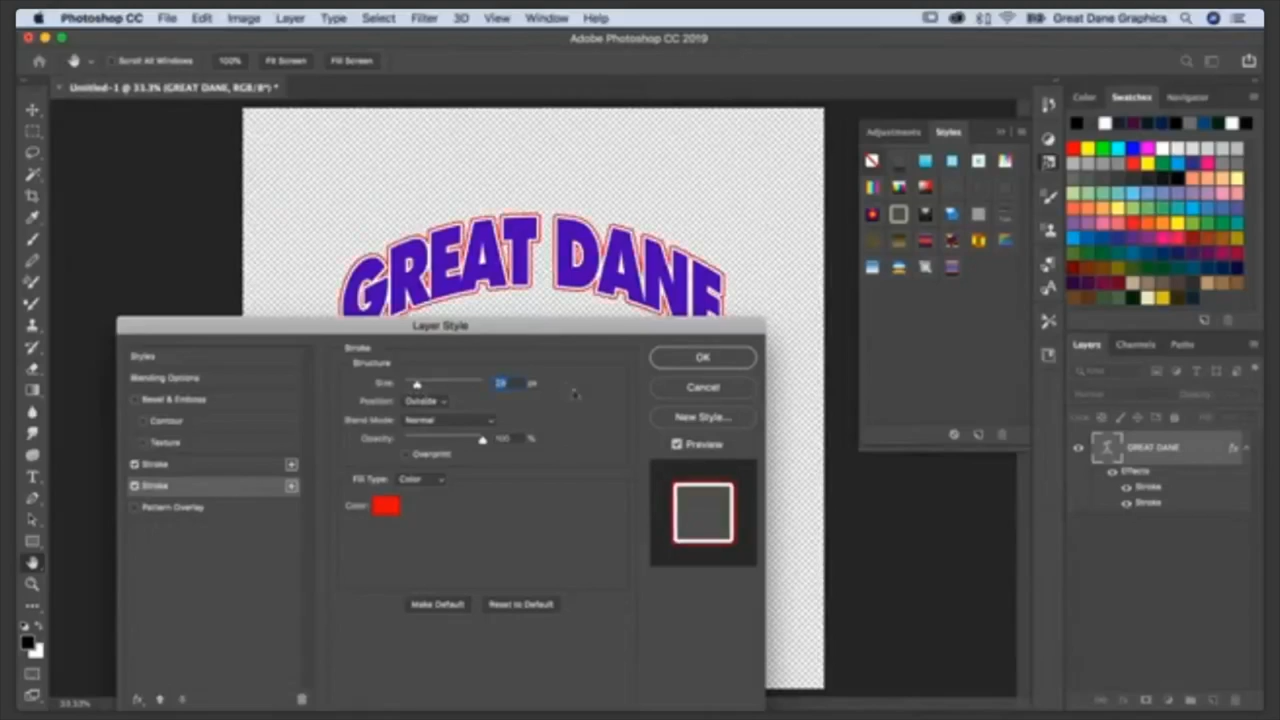 Photoshop CC File Edit Image Layer Type Select Filter 3D View Window Help Great Dane Graphics
Adobe Photoshop CC 2019
Scroll All Windows 100% Fit Screen Fill Screen
Untitled-1 @ 33.3% (GREAT DANE, RGB/8*) *
Color Swatches Navigator
Adjustments Styles
GREAT DANE
Layer Style
Styles
Blending Options
Bevel & Emboss
Contour
Texture
Stroke
Stroke
Pattern Overlay
Stroke
Structure
Size: px
Position: Outside
Blend Mode: Normal
Opacity: 100 %
Overprint
Fill Type: Color
Color:
Make Default Reset to Default
OK
Cancel
New Style...
Preview
Layers Channels Paths
Normal Opacity:
GREAT DANE fx
Effects
Stroke
Stroke
33.33%